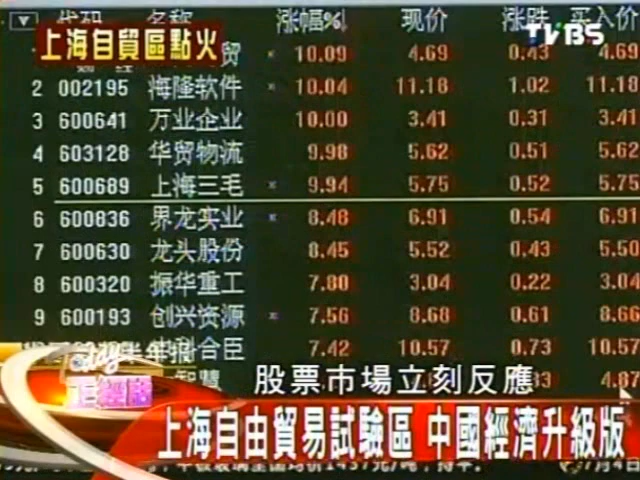 代码 名称 涨幅%↓ 现价 涨跌 买入价
上海自貿區點火
TVBS
贸 × 10.09 4.69 0.43 4.69
2 002195 海隆软件 × 10.04 11.18 1.02 11.18
3 600641 万业企业 10.00 3.41 0.31 3.41
4 603128 华贸物流 9.98 5.62 0.51 5.62
5 600689 上海三毛 × 9.94 5.75 0.52 5.75
6 600836 界龙实业 × 8.48 6.91 0.54 6.91
7 600630 龙头股份 8.45 5.52 0.43 5.50
8 600320 振华重工 7.80 3.04 0.22 3.04
9 600193 创兴资源 × 7.56 8.68 0.61 8.66
合臣 7.42 10.57 0.73 10.57
智慧 4.87
Today
股票市場立刻反應
上海自由貿易試驗區 中國經濟升級版